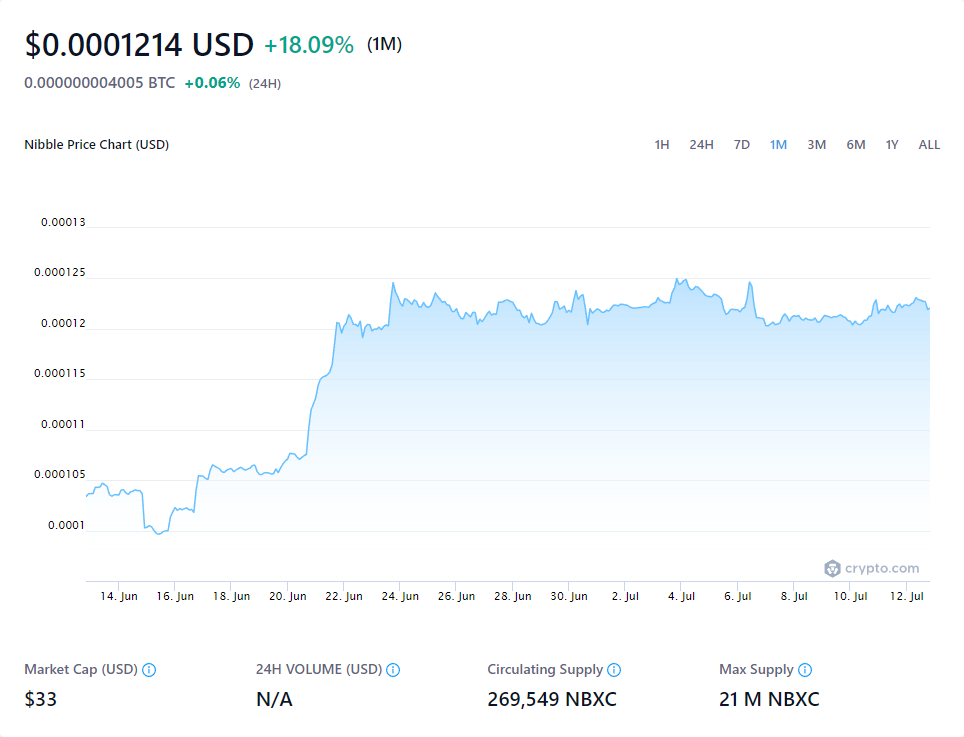 $0.0001214 USD +18.09% (1M)
0.000000004005 BTC +0.06% (24H)
Nibble Price Chart (USD) 1H 24H 7D 1M 3M 6M 1Y ALL
0.00013
0.000125
0.00012
0.000115
0.00011
0.000105
0.0001
crypto.com
14. Jun 16. Jun 18. Jun 20. Jun 22. Jun 24. Jun 26. Jun 28. Jun 30. Jun 2. Jul 4. Jul 6. Jul 8. Jul 10. Jul 12. Jul
Market Cap (USD) 24H VOLUME (USD) Circulating Supply Max Supply
$33 N/A 269,549 NBXC 21 M NBXC